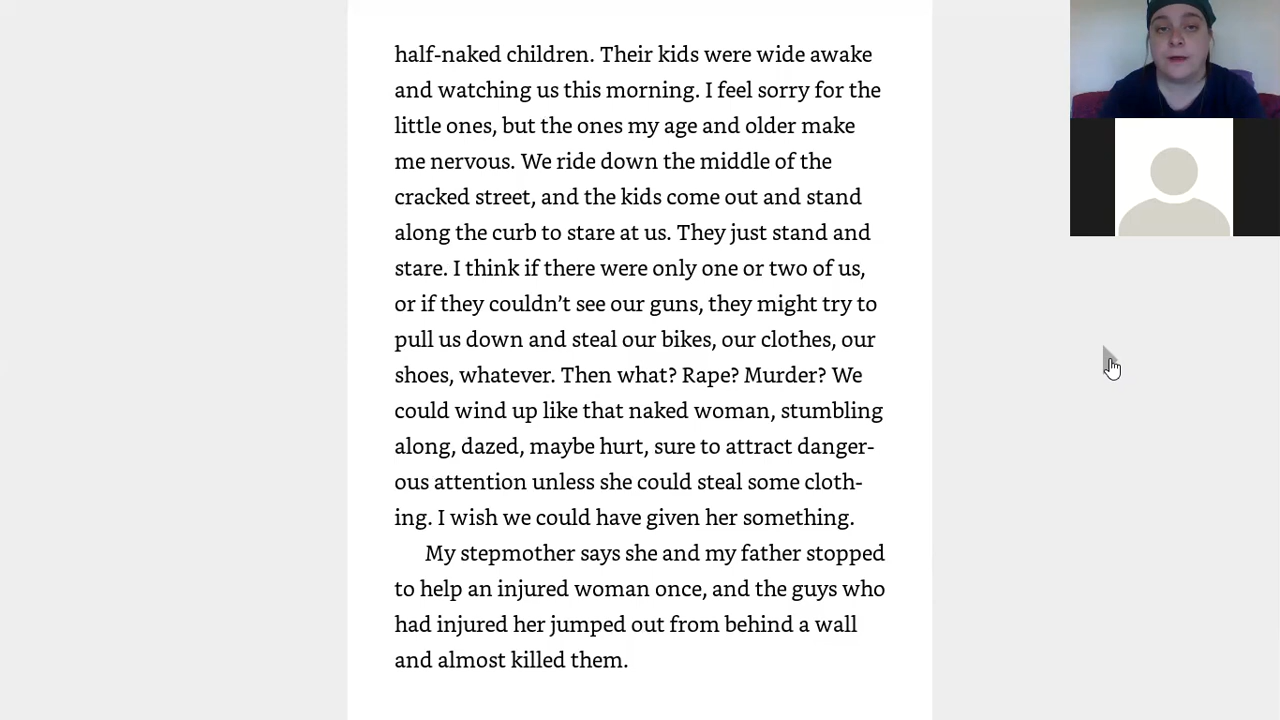 half-naked children. Their kids were wide awake
and watching us this morning. I feel sorry for the
little ones, but the ones my age and older make
me nervous. We ride down the middle of the
cracked street, and the kids come out and stand
along the curb to stare at us. They just stand and
stare. I think if there were only one or two of us,
or if they couldn’t see our guns, they might try to
pull us down and steal our bikes, our clothes, our
shoes, whatever. Then what? Rape? Murder? We
could wind up like that naked woman, stumbling
along, dazed, maybe hurt, sure to attract danger-
ous attention unless she could steal some cloth-
ing. I wish we could have given her something.
My stepmother says she and my father stopped
to help an injured woman once, and the guys who
had injured her jumped out from behind a wall
and almost killed them.